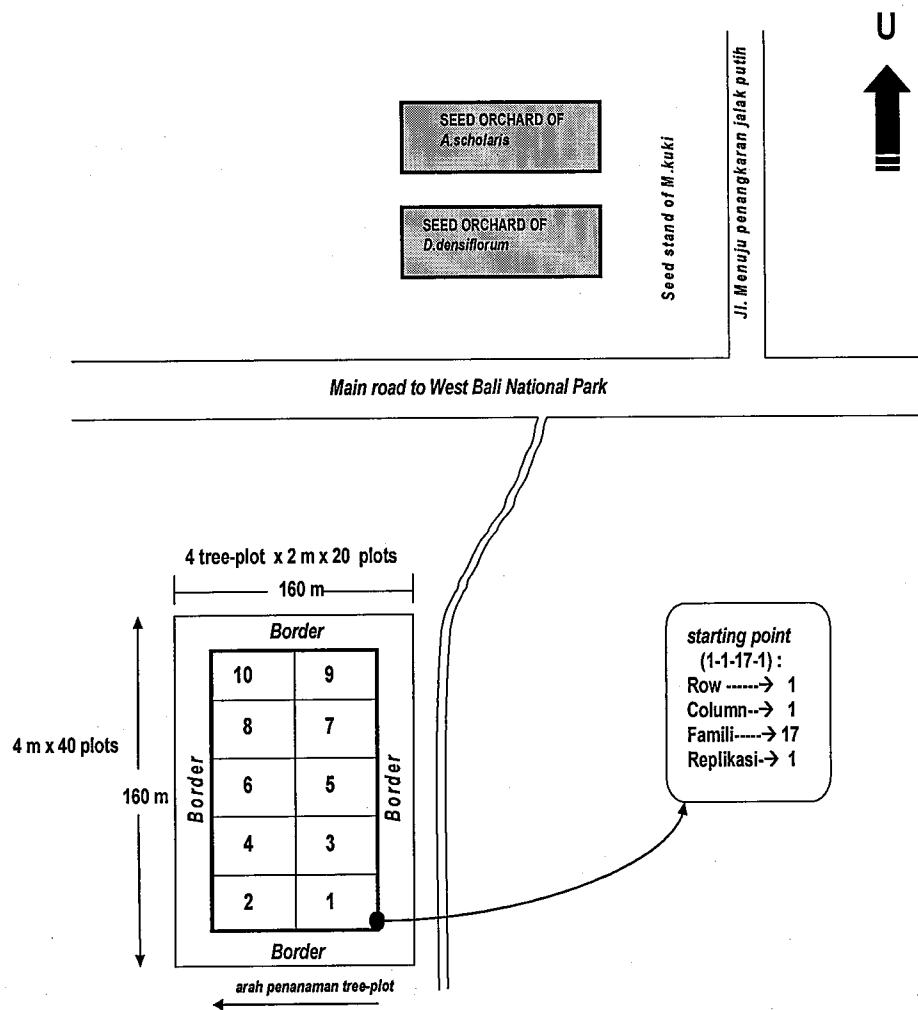 U
SEED ORCHARD OF
A.scholaris
SEED ORCHARD OF
D.densiflorum
Seed stand of M.kuki
Jl. Menuju penangkaran jalak putih
Main road to West Bali National Park
4 tree-plot x 2 m x 20 plots
160 m
Border
10 9
8 7
6 5
4 3
2 1
Border
Border
Border
4 m x 40 plots
160 m
arah penanaman tree-plot
starting point
(1-1-17-1) :
Row ------→ 1
Column--→ 1
Famili-----→ 17
Replikasi-→ 1